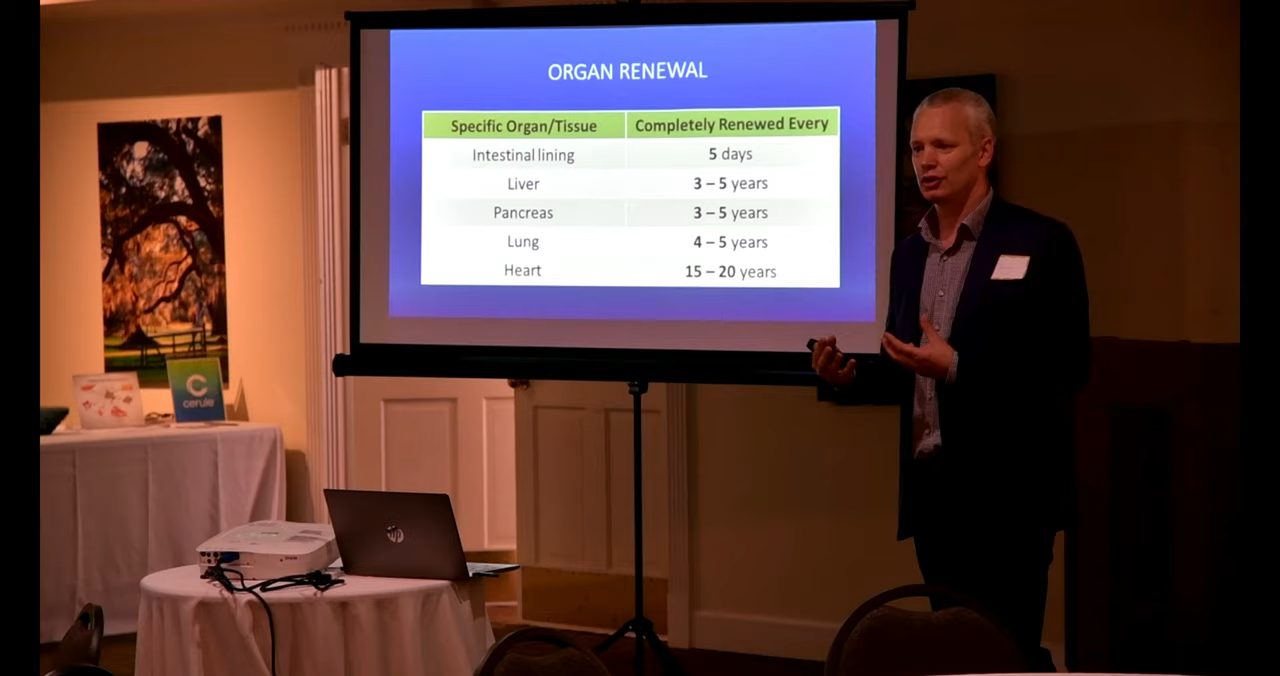 ORGAN RENEWAL
Specific Organ/Tissue Completely Renewed Every
Intestinal lining 5 days
Liver 3 – 5 years
Pancreas 3 – 5 years
Lung 4 – 5 years
Heart 15 – 20 years
C
cerule
hp